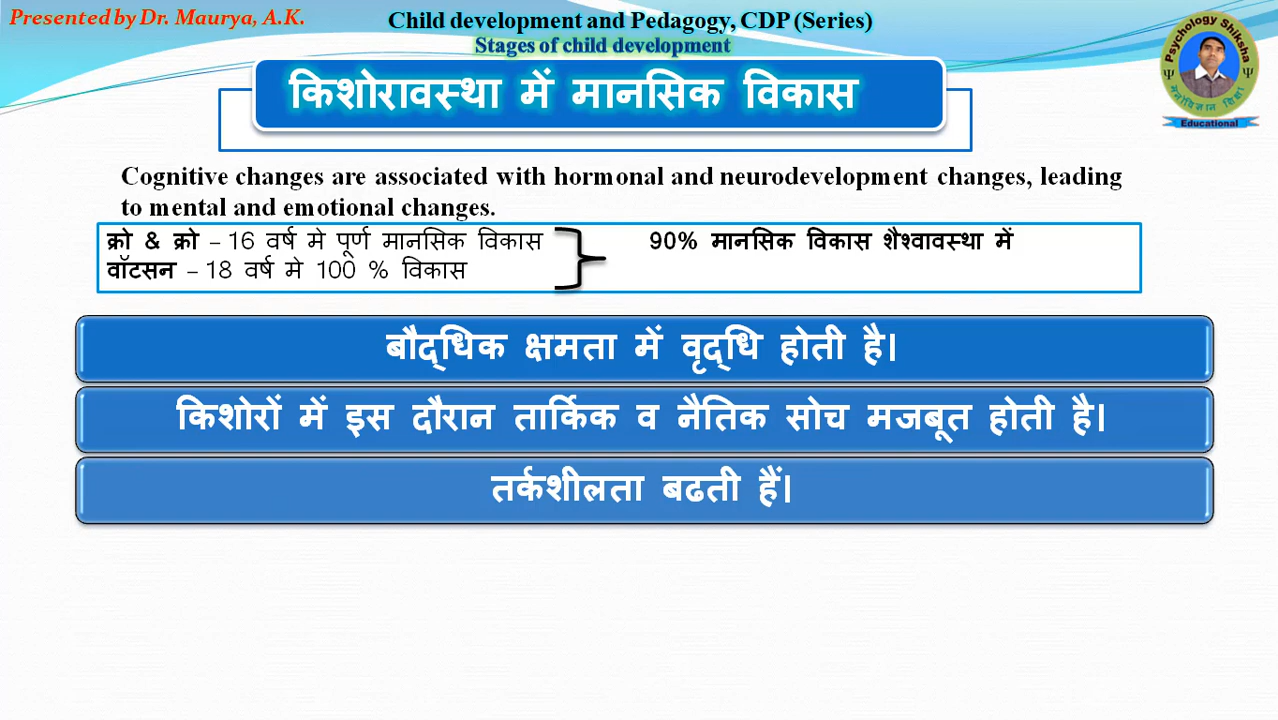 Presented by Dr. Maurya, A.K.
Child development and Pedagogy, CDP (Series)
Stages of child development
Psychology Shiksha
Ψ Ψ
मनोविज्ञान शिक्षा
Educational
किशोरावस्था में मानसिक विकास
Cognitive changes are associated with hormonal and neurodevelopment changes, leading
to mental and emotional changes.
क्रो & क्रो – 16 वर्ष मे पूर्ण मानसिक विकास
वॉटसन – 18 वर्ष मे 100 % विकास
90% मानसिक विकास शैश्वावस्था में
बौद्धिक क्षमता में वृद्धि होती है।
किशोरों में इस दौरान तार्किक व नैतिक सोच मजबूत होती है।
तर्कशीलता बढती हैं।